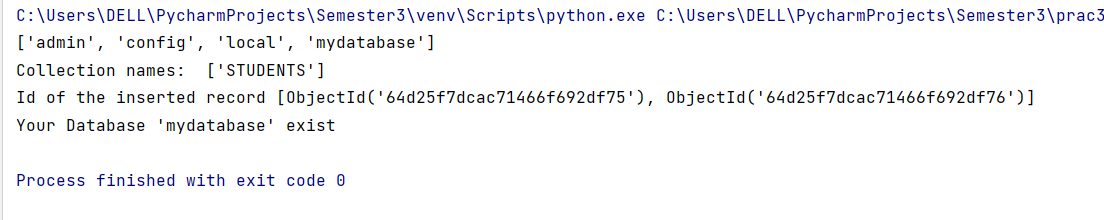 C:\Users\DELL\PycharmProjects\Semester3\venv\Scripts\python.exe C:\Users\DELL\PycharmProjects\Semester3\prac3
['admin', 'config', 'local', 'mydatabase']
Collection names:  ['STUDENTS']
Id of the inserted record [ObjectId('64d25f7dcac71466f692df75'), ObjectId('64d25f7dcac71466f692df76')]
Your Database 'mydatabase' exist
Process finished with exit code 0